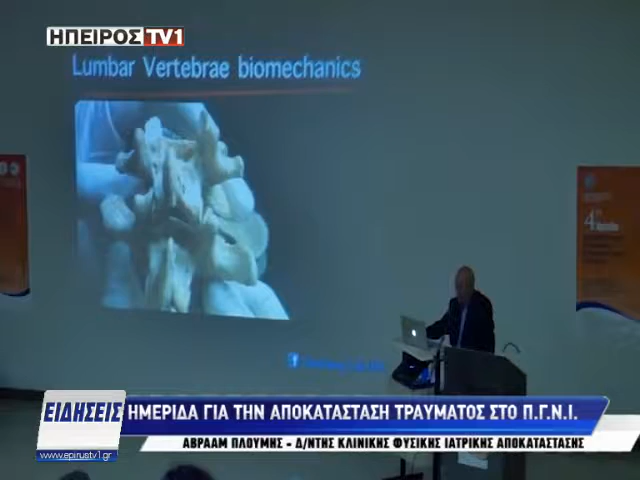 ΗΠΕΙΡΟΣ TV1
Lumbar Vertebrae biomechanics
4
ΕΙΔΗΣΕΙΣ
ΗΜΕΡΙΔΑ ΓΙΑ ΤΗΝ ΑΠΟΚΑΤΑΣΤΑΣΗ ΤΡΑΥΜΑΤΟΣ ΣΤΟ Π.Γ.Ν.Ι.
ΑΒΡΑΑΜ ΠΛΟΥΜΗΣ - Δ/ΝΤΗΣ ΚΛΙΝΙΚΗΣ ΦΥΣΙΚΗΣ ΙΑΤΡΙΚΗΣ ΑΠΟΚΑΤΑΣΤΑΣΗΣ
www.epirustv1.gr